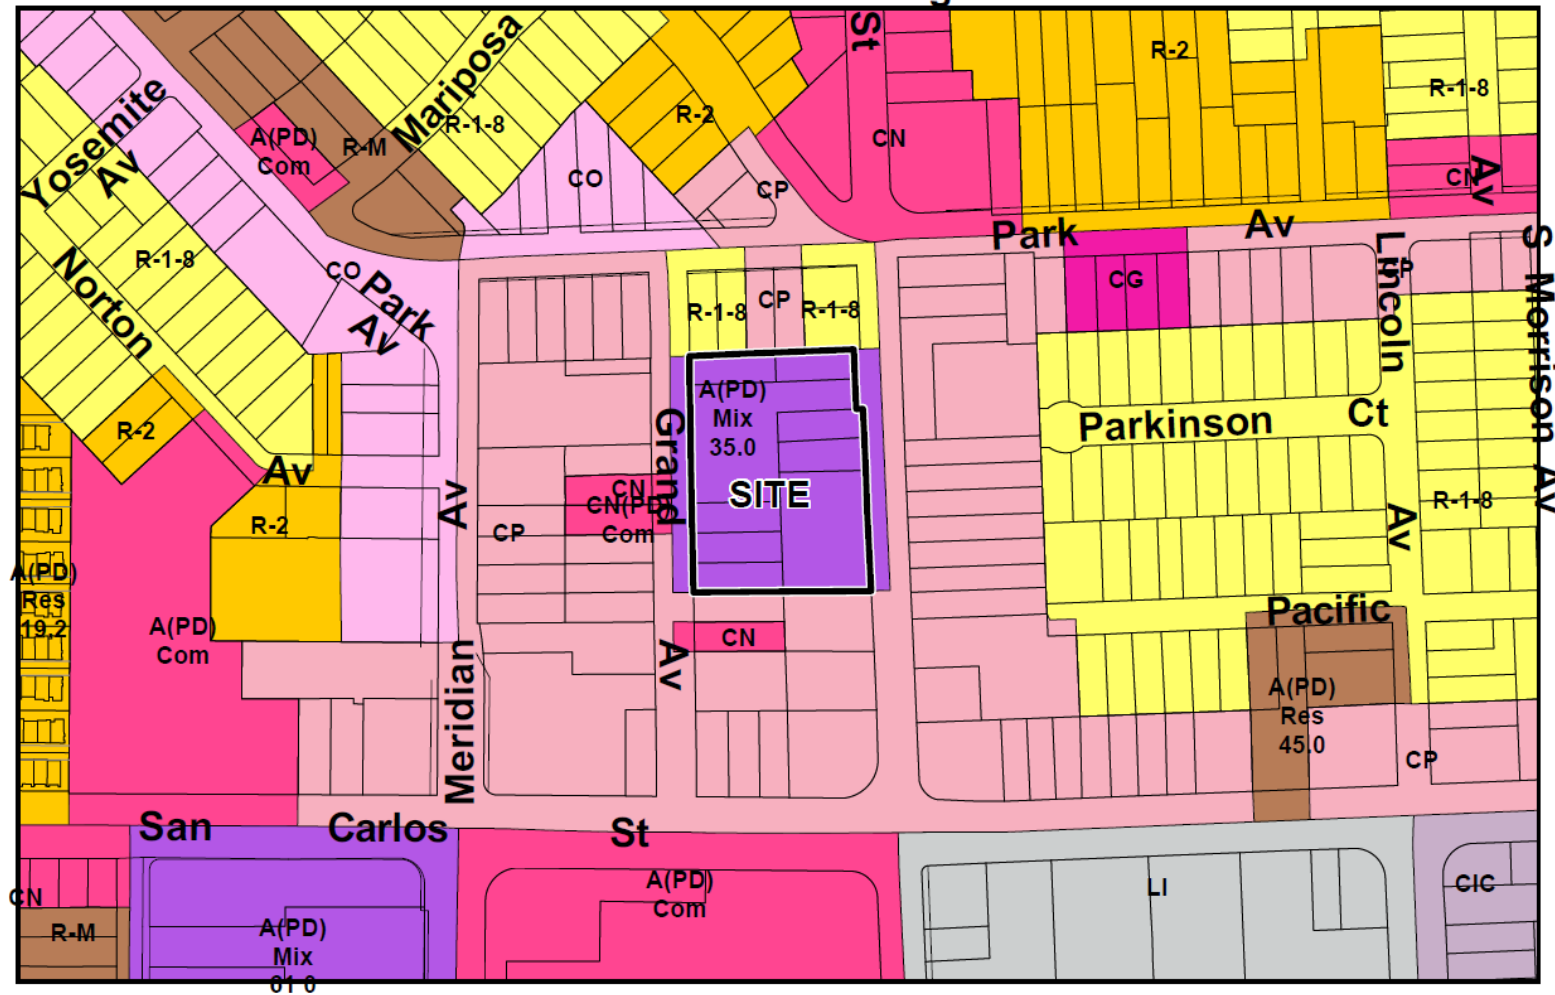 St
R-2
R-1-8
Yosemite
Av
Mariposa
A(PD)
Com
R-M
R-1-8
R-2
CN
CN
Av
CO
CP
Park
Av
Norton
R-1-8
CO
Park
Av
R-1-8
CP
R-1-8
CG
Lincoln
CP
S Morrison Av
A(PD)
Mix
35.0
SITE
Grand
Parkinson
Ct
R-2
Av
R-2
Av
CN
CN(PD)
Com
CP
Av
R-1-8
A(PD)
Res
19.2
A(PD)
Com
Meridian
CN
Av
Pacific
A(PD)
Res
45.0
CP
San
Carlos
St
CN
R-M
A(PD)
Mix
61 0
A(PD)
Com
LI
CIC